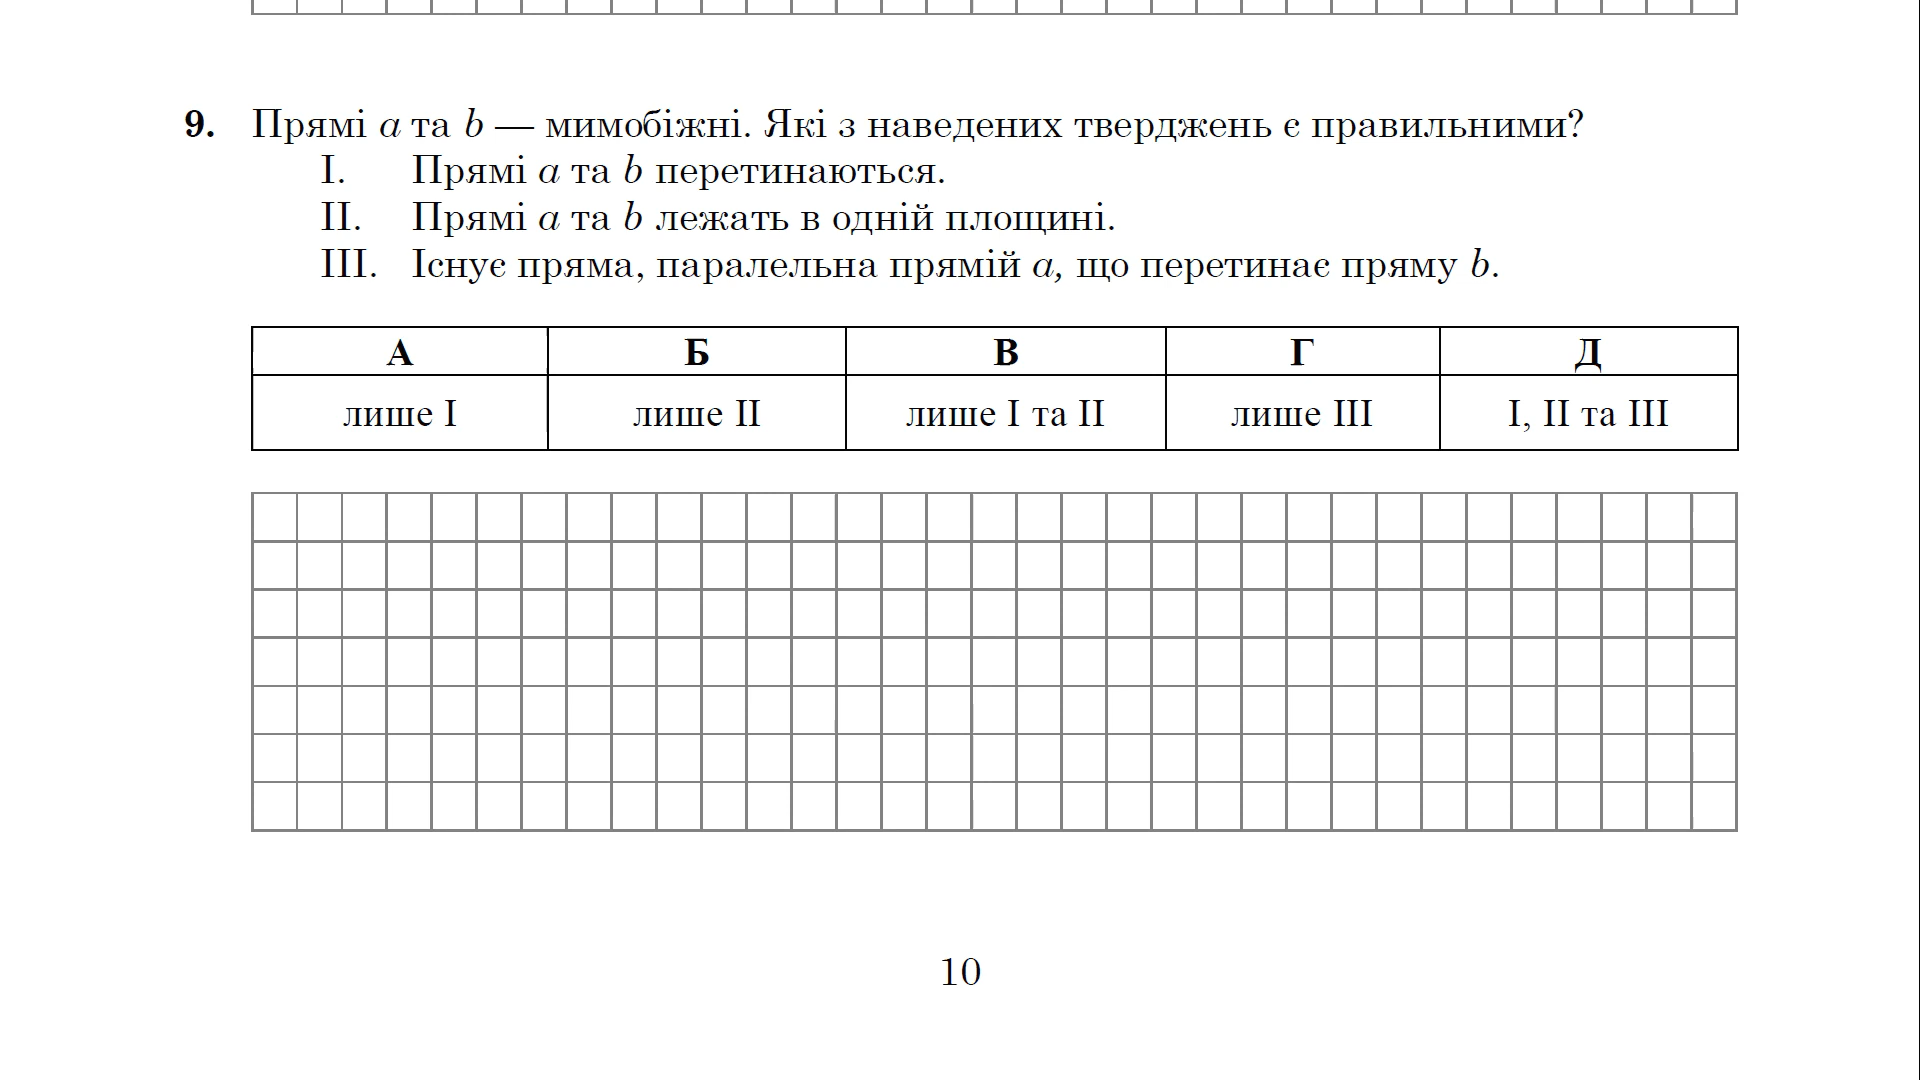 9. Прямі a та b — мимобіжні. Які з наведених тверджень є правильними?
I. Прямі a та b перетинаються.
II. Прямі a та b лежать в одній площині.
III. Існує пряма, паралельна прямій a, що перетинає пряму b.
А Б В Г Д
лише I лише II лише I та II лише III I, II та III
10